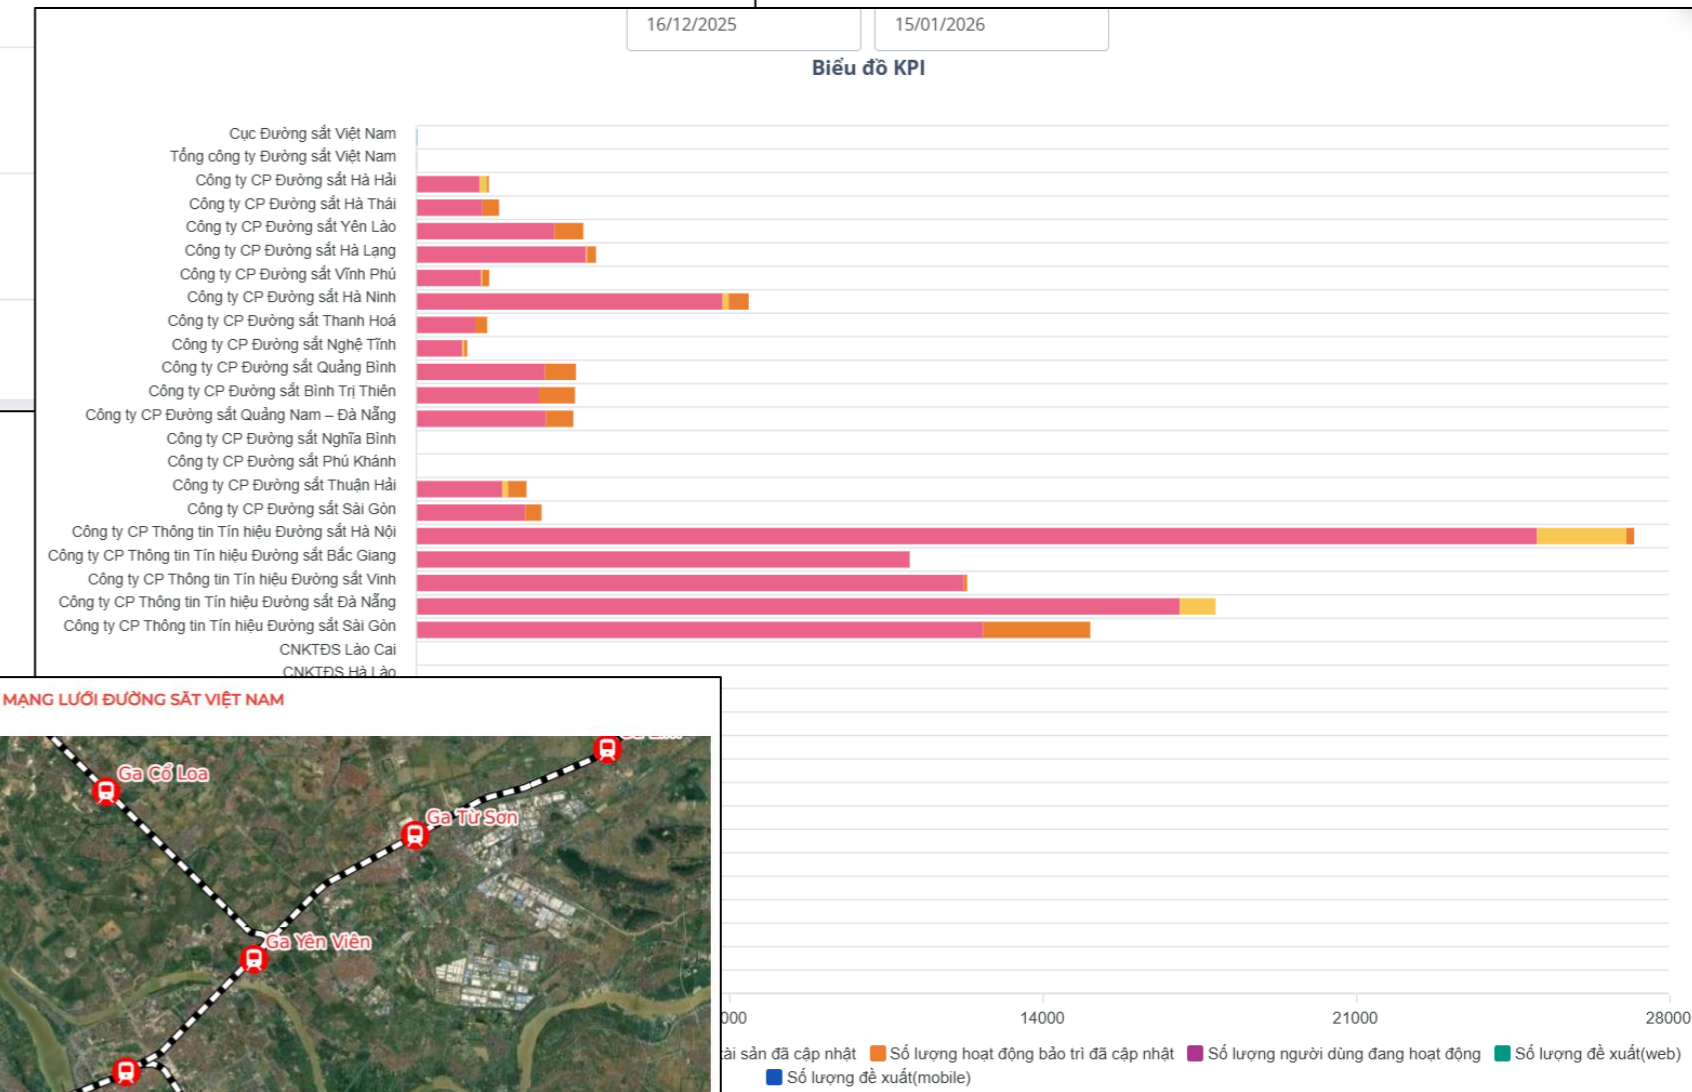 16/12/2025 15/01/2026
Biểu đồ KPI
Cục Đường sắt Việt Nam
Tổng công ty Đường sắt Việt Nam
Công ty CP Đường sắt Hà Hải
Công ty CP Đường sắt Hà Thái
Công ty CP Đường sắt Yên Lào
Công ty CP Đường sắt Hà Lạng
Công ty CP Đường sắt Vĩnh Phú
Công ty CP Đường sắt Hà Ninh
Công ty CP Đường sắt Thanh Hoá
Công ty CP Đường sắt Nghệ Tĩnh
Công ty CP Đường sắt Quảng Bình
Công ty CP Đường sắt Bình Trị Thiên
Công ty CP Đường sắt Quảng Nam – Đà Nẵng
Công ty CP Đường sắt Nghĩa Bình
Công ty CP Đường sắt Phú Khánh
Công ty CP Đường sắt Thuận Hải
Công ty CP Đường sắt Sài Gòn
Công ty CP Thông tin Tín hiệu Đường sắt Hà Nội
Công ty CP Thông tin Tín hiệu Đường sắt Bắc Giang
Công ty CP Thông tin Tín hiệu Đường sắt Vinh
Công ty CP Thông tin Tín hiệu Đường sắt Đà Nẵng
Công ty CP Thông tin Tín hiệu Đường sắt Sài Gòn
CNKTĐS Lào Cai
CNKTĐS Hà Lào
000 14000 21000 28000
tài sản đã cập nhật Số lượng hoạt động bảo trì đã cập nhật Số lượng người dùng đang hoạt động Số lượng đề xuất(web)
Số lượng đề xuất(mobile)
MẠNG LƯỚI ĐƯỜNG SẮT VIỆT NAM
Ga Cổ Loa
Ga Từ Sơn
Ga Yên Viên